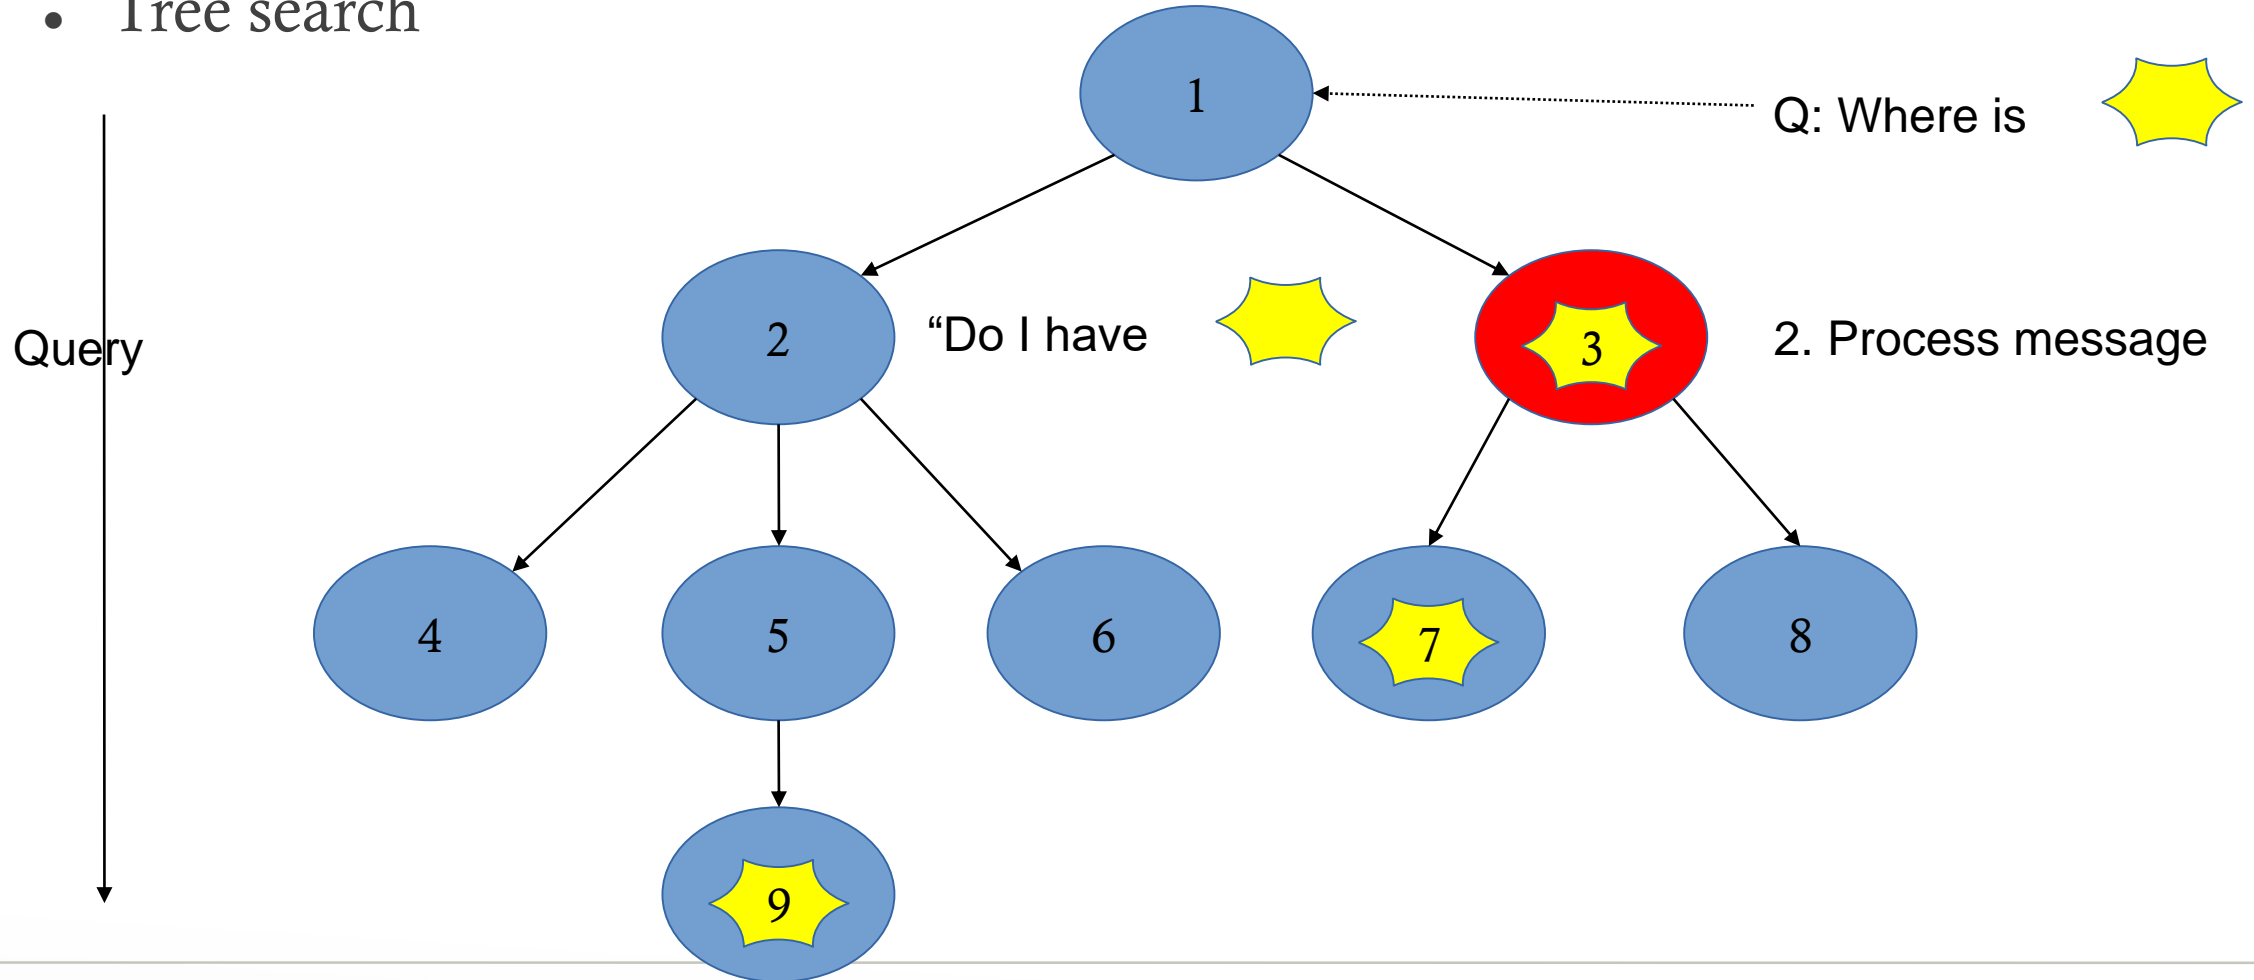 • Tree search
1
Q: Where is
Query
2
“Do I have
3
2. Process message
4
5
6
7
8
9